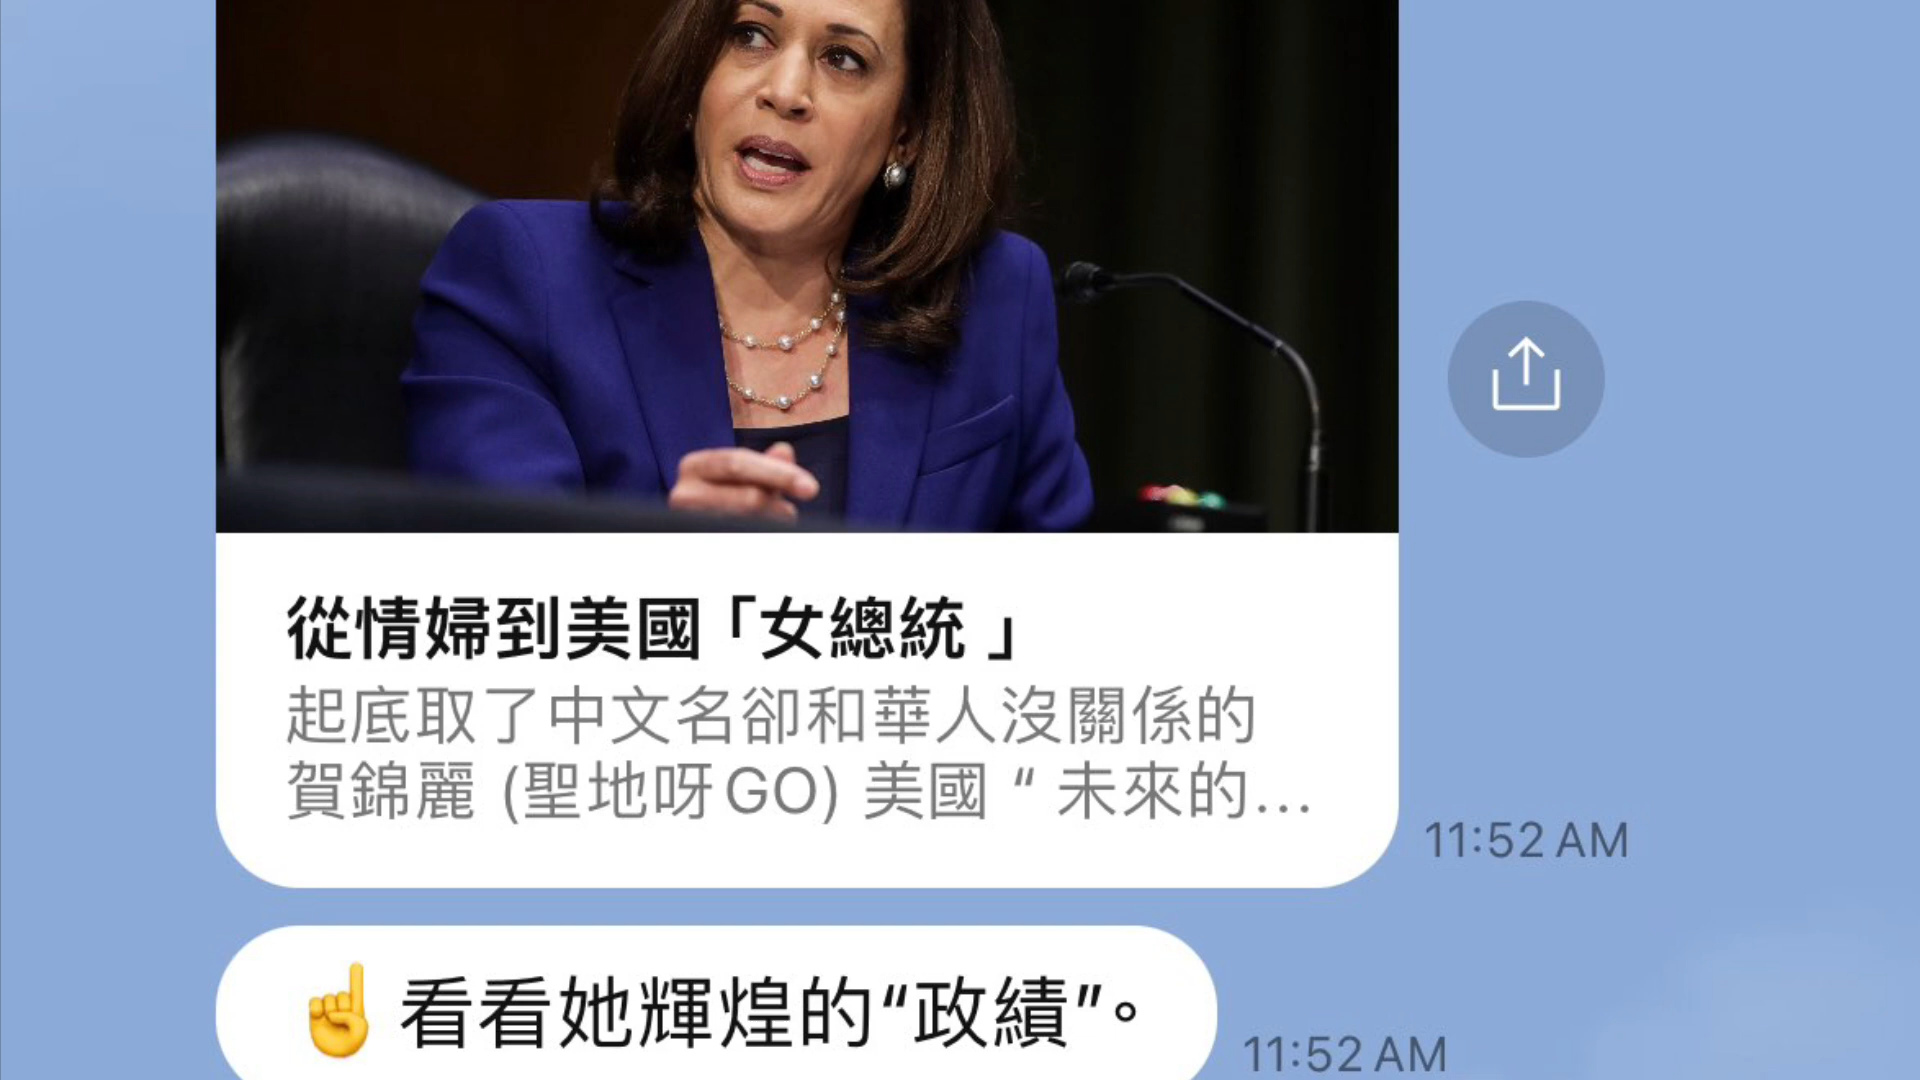 從情婦到美國「女總統 」
起底取了中文名卻和華人沒關係的
賀錦麗 (聖地呀GO) 美國 “ 未來的...
11:52 AM
☝看看她輝煌的“政績”。
11:52 AM